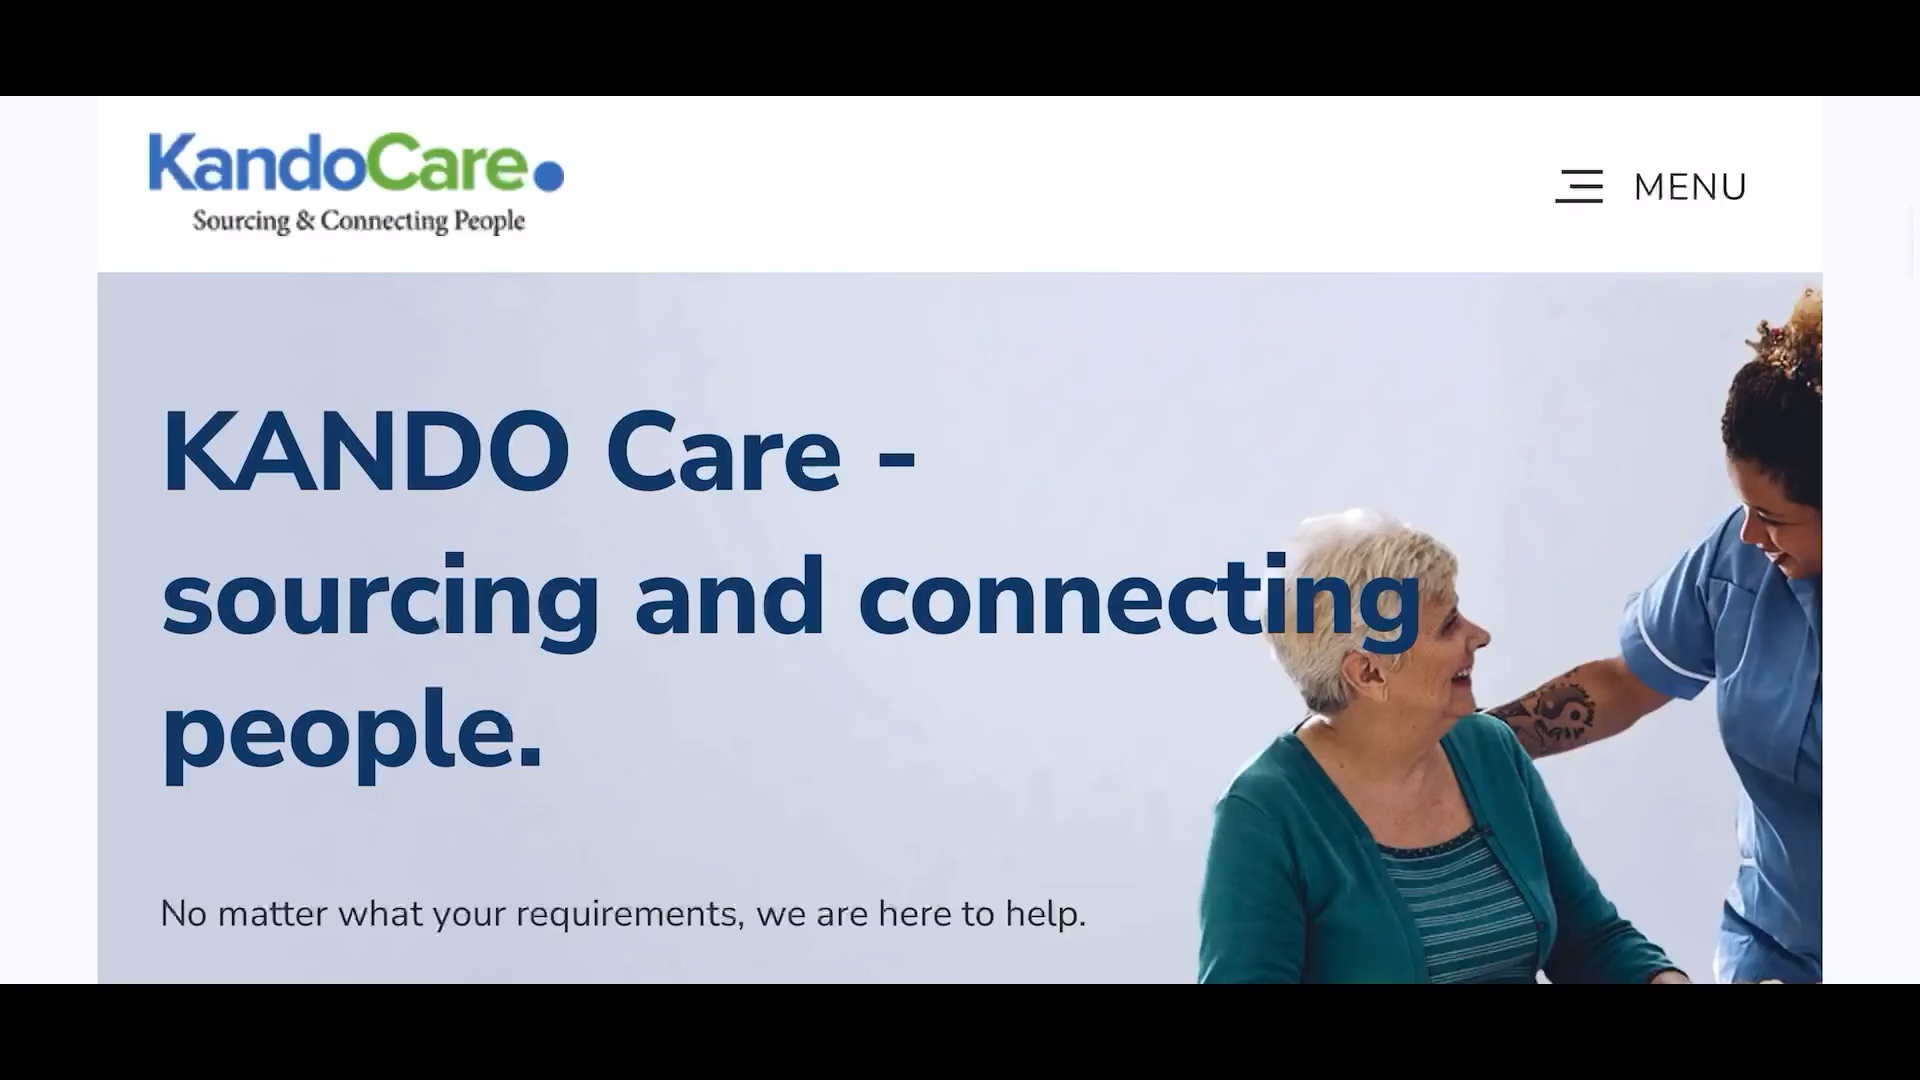 KandoCare.
Sourcing & Connecting People
MENU
KANDO Care -
sourcing and connecting
people.
No matter what your requirements, we are here to help.